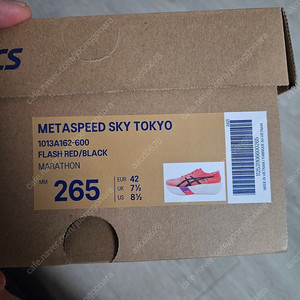 CS
METASPEED SKY TOKYO
1013A162-600
FLASH RED/BLACK
MARATHON
MM
265
EUR 42
UK 7½
US 8½